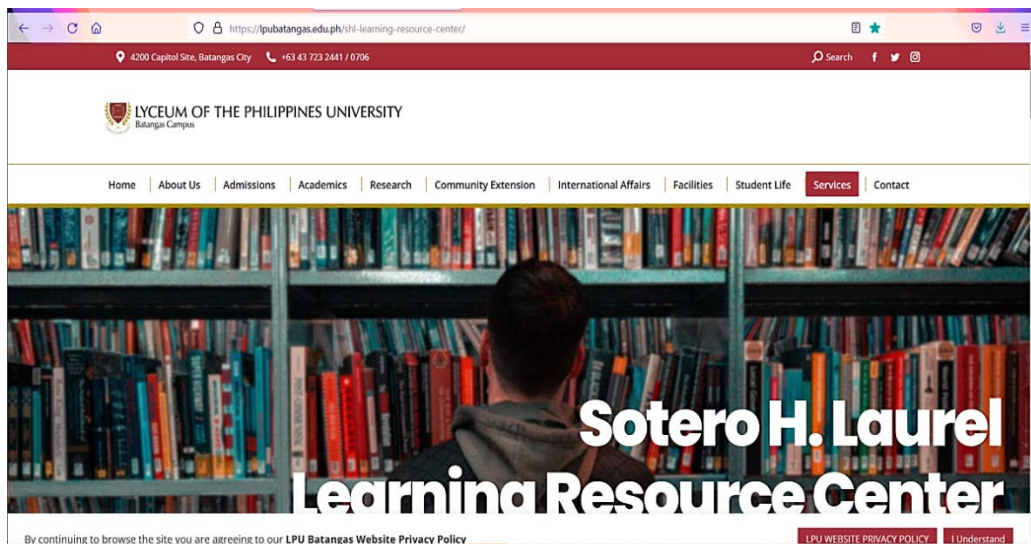 https://lpubatangas.edu.ph/shl-learning-resource-center/
4200 Capitol Site, Batangas City +63 43 723 2441 / 0706 Search
LYCEUM OF THE PHILIPPINES UNIVERSITY
Batangas Campus
Home About Us Admissions Academics Research Community Extension International Affairs Facilities Student Life Services Contact
Sotero H. Laurel
Learning Resource Center
By continuing to browse the site you are agreeing to our LPU Batangas Website Privacy Policy LPU WEBSITE PRIVACY POLICY I Understand